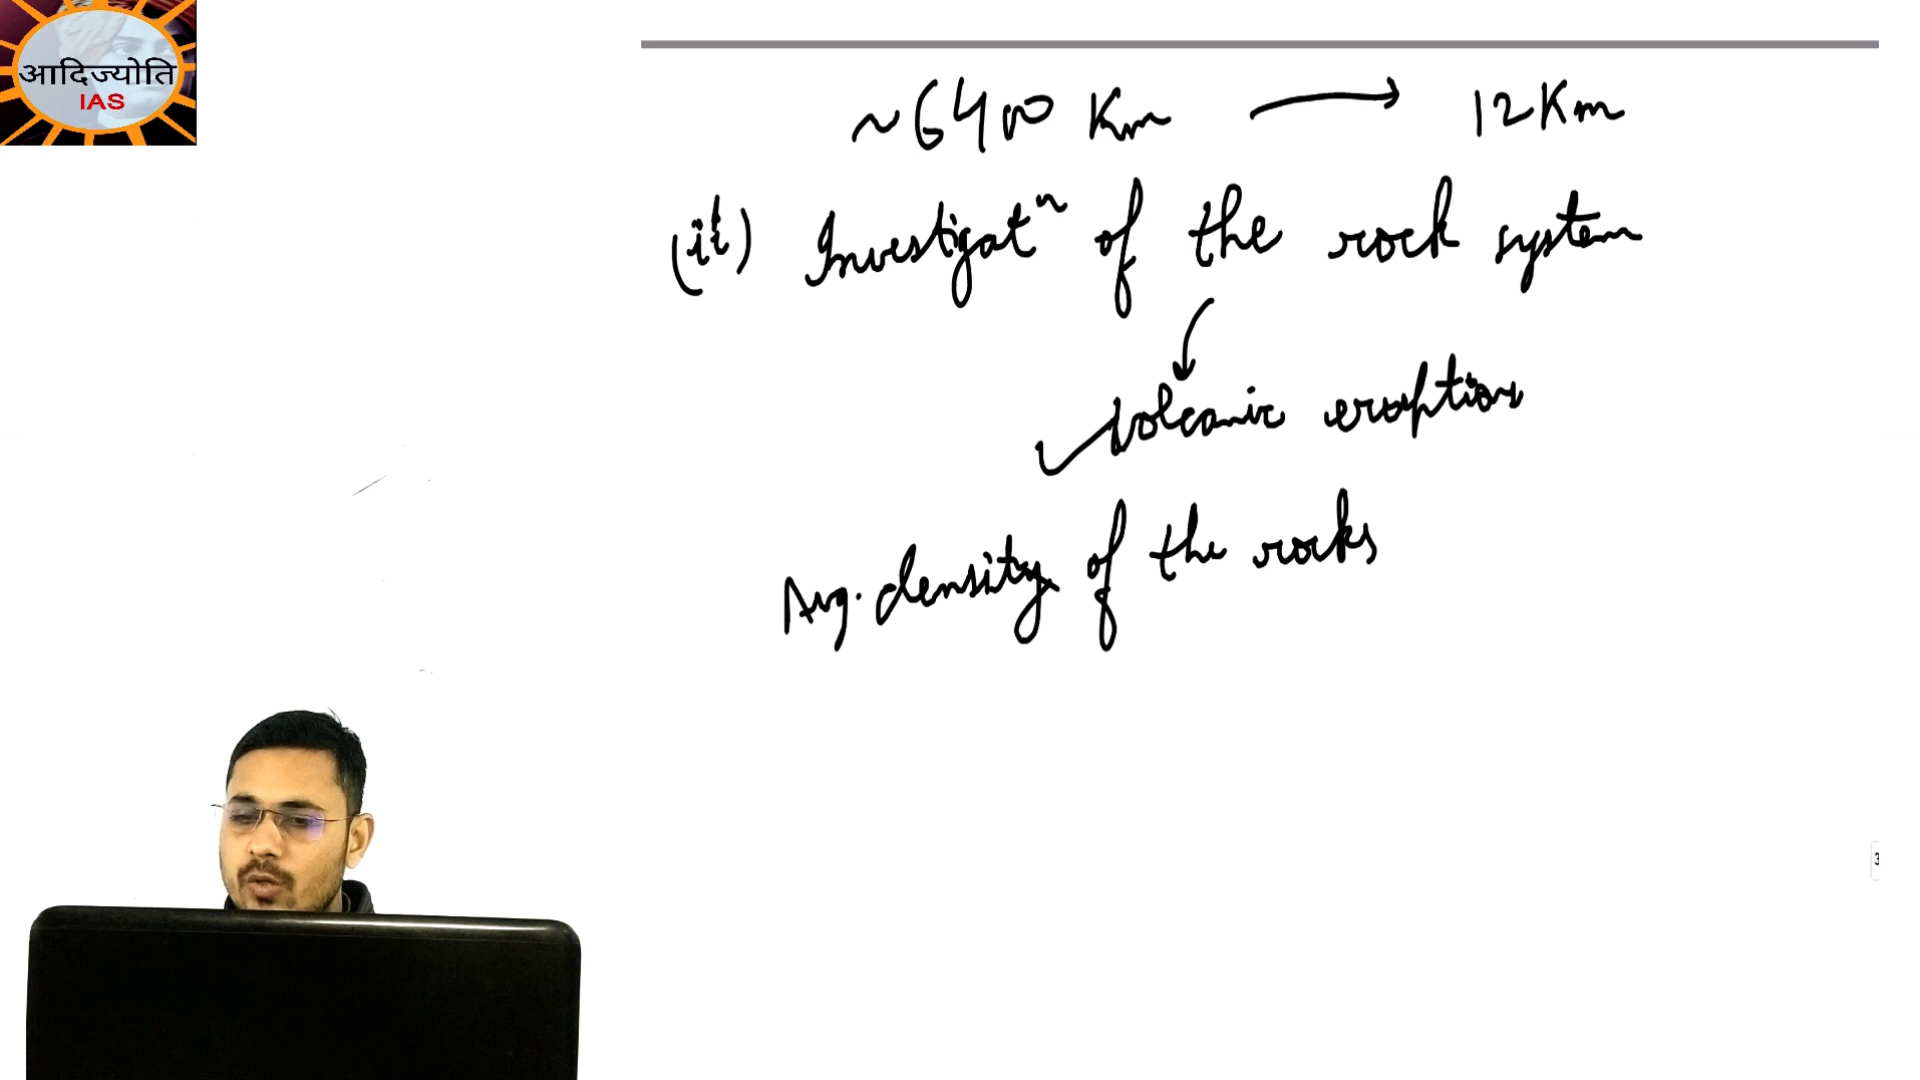 आदिज्योति
IAS
~6400 Km → 12 Km
(ii) Investigatⁿ of the rock system
Volcanic eruption
Avg. density of the rocks
3